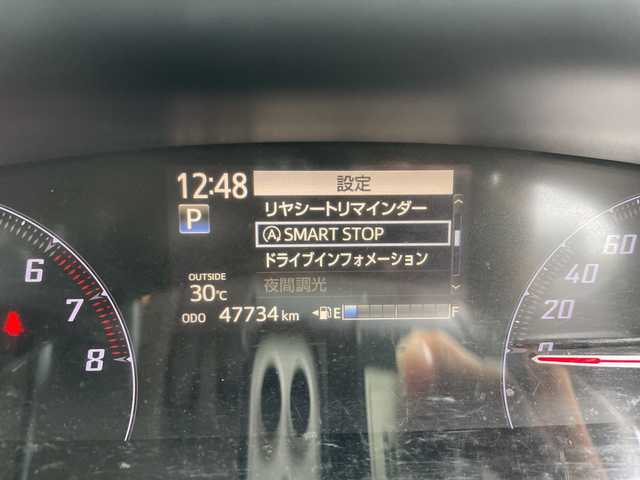 12:48
設定
P
リヤシートリマインダー
(A) SMART STOP
ドライブインフォメーション
夜間調光
OUTSIDE
30℃
ODO 47734 km
E F
6
7
8
60
40
20
0